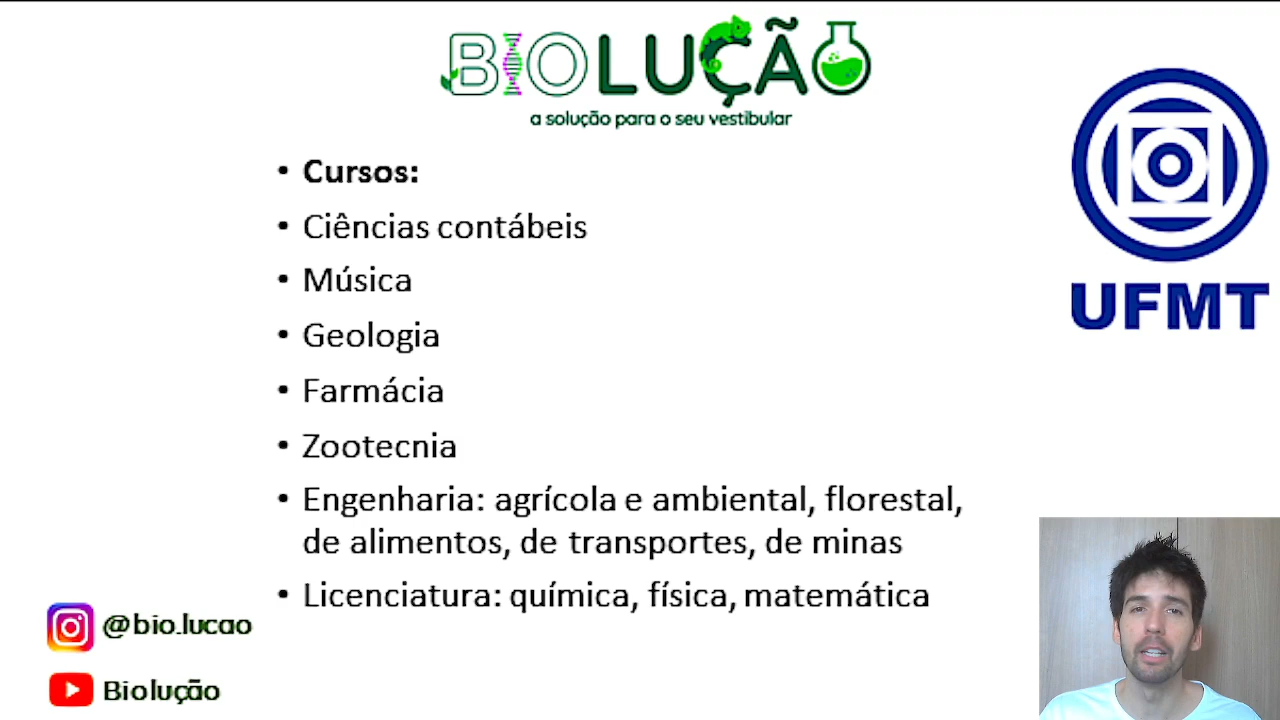 BIOLUÇÃO
a solução para o seu vestibular
UFMT
• Cursos:
• Ciências contábeis
• Música
• Geologia
• Farmácia
• Zootecnia
• Engenharia: agrícola e ambiental, florestal,
de alimentos, de transportes, de minas
• Licenciatura: química, física, matemática
@bio.lucao
Biolução